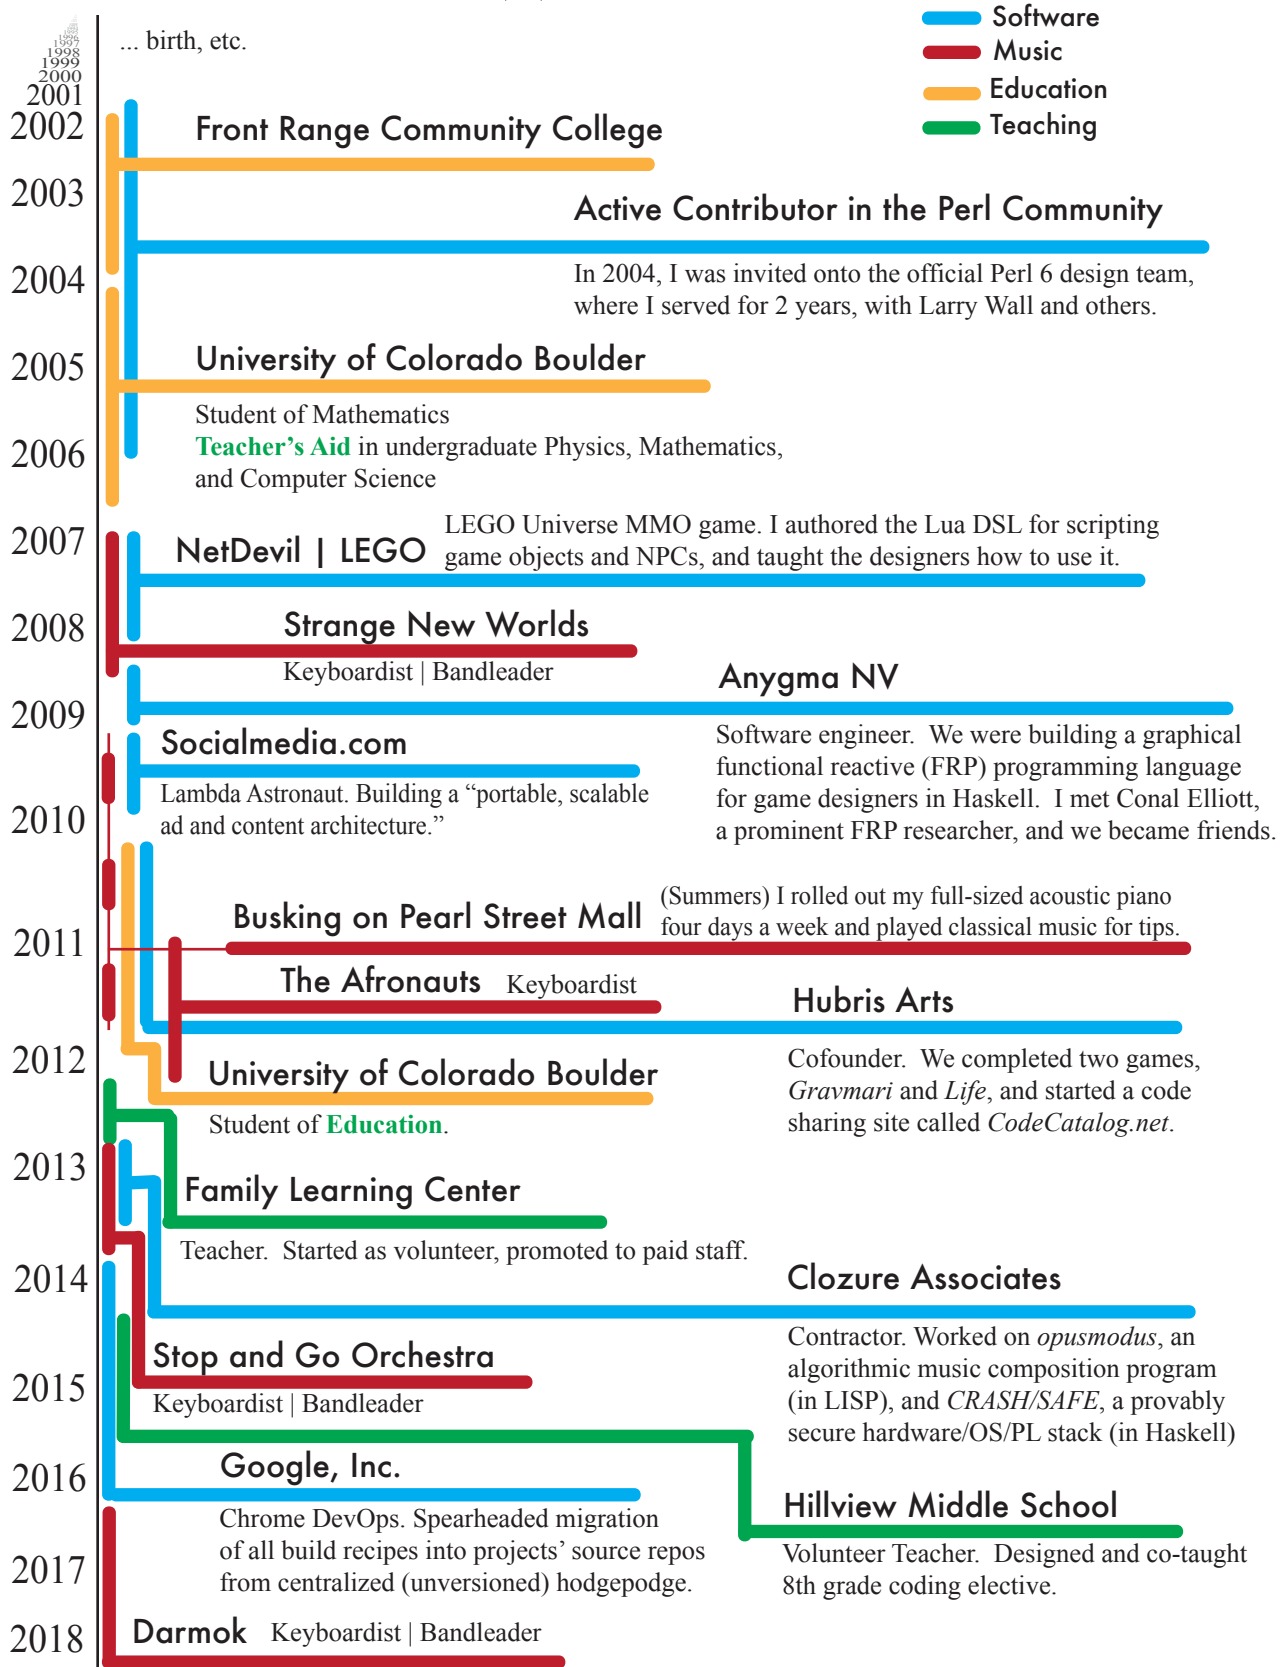 Software
Music
Education
Teaching
... birth, etc.
1997
1998
1999
2000
2001
2002
Front Range Community College
2003
Active Contributor in the Perl Community
2004
In 2004, I was invited onto the official Perl 6 design team,
where I served for 2 years, with Larry Wall and others.
2005
University of Colorado Boulder
Student of Mathematics
Teacher’s Aid in undergraduate Physics, Mathematics,
and Computer Science
2006
2007
NetDevil | LEGO
LEGO Universe MMO game. I authored the Lua DSL for scripting
game objects and NPCs, and taught the designers how to use it.
2008
Strange New Worlds
Keyboardist | Bandleader
2009
Anygma NV
Software engineer. We were building a graphical
functional reactive (FRP) programming language
for game designers in Haskell. I met Conal Elliott,
a prominent FRP researcher, and we became friends.
Socialmedia.com
Lambda Astronaut. Building a “portable, scalable
ad and content architecture.”
2010
Busking on Pearl Street Mall
(Summers) I rolled out my full-sized acoustic piano
four days a week and played classical music for tips.
2011
The Afronauts Keyboardist
Hubris Arts
Cofounder. We completed two games,
Gravmari and Life, and started a code
sharing site called CodeCatalog.net.
2012
University of Colorado Boulder
Student of Education.
2013
Family Learning Center
Teacher. Started as volunteer, promoted to paid staff.
2014
Clozure Associates
Contractor. Worked on opusmodus, an
algorithmic music composition program
(in LISP), and CRASH/SAFE, a provably
secure hardware/OS/PL stack (in Haskell)
Stop and Go Orchestra
2015
Keyboardist | Bandleader
2016
Google, Inc.
Chrome DevOps. Spearheaded migration
of all build recipes into projects’ source repos
from centralized (unversioned) hodgepodge.
Hillview Middle School
Volunteer Teacher. Designed and co-taught
8th grade coding elective.
2017
2018
Darmok Keyboardist | Bandleader